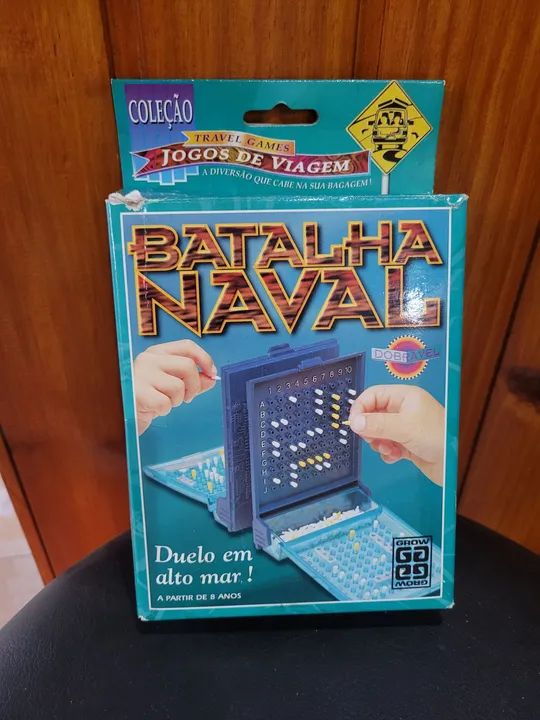 COLEÇÃO
TRAVEL GAMES
JOGOS DE VIAGEM
A DIVERSÃO QUE CABE NA SUA BAGAGEM!
BATALHA
NAVAL
DOBRÁVEL
1 2 3 4 5 6 7 8 9 10
A
B
C
D
E
F
G
H
I
J
Duelo em
alto mar !
A PARTIR DE 8 ANOS
GROW
GROW